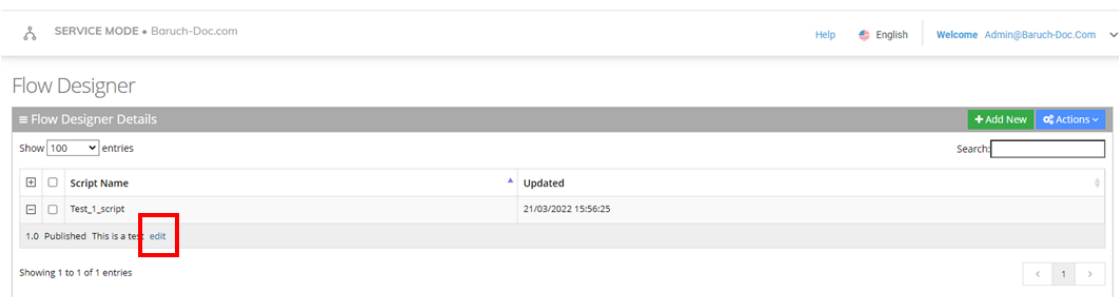 SERVICE MODE • Baruch-Doc.com
Help English Welcome Admin@Baruch-Doc.Com
Flow Designer
Flow Designer Details + Add New Actions
Show 100 entries Search:
Script Name Updated
Test_1_script 21/03/2022 15:56:25
1.0 Published This is a test edit
Showing 1 to 1 of 1 entries < 1 >